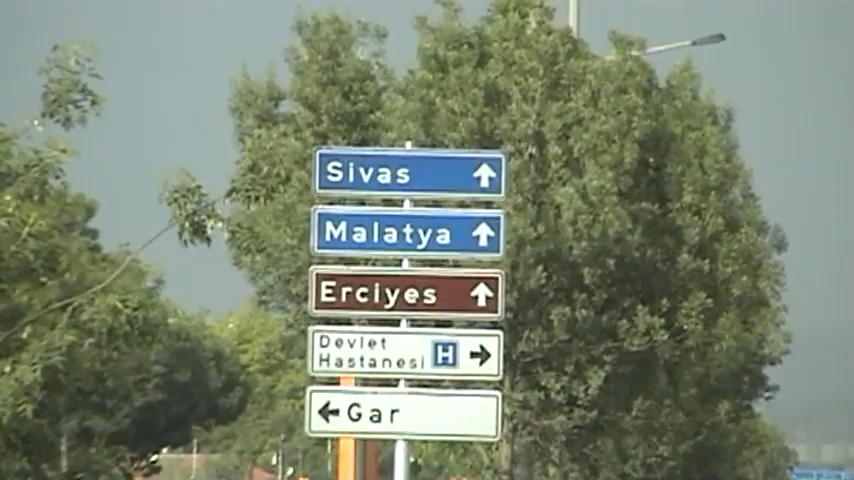 Sivas
Malatya
Erciyes
Devlet
Hastanesi H
Gar